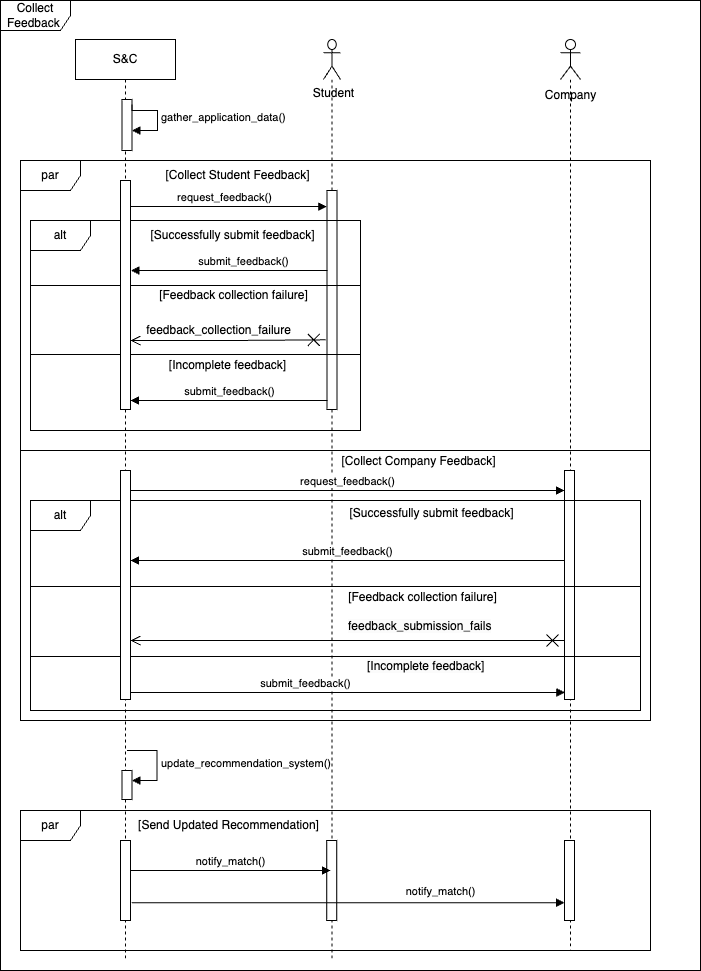 Collect
Feedback
S&C
Student
Company
gather_application_data()
par
[Collect Student Feedback]
request_feedback()
alt
[Successfully submit feedback]
submit_feedback()
[Feedback collection failure]
feedback_collection_failure
[Incomplete feedback]
submit_feedback()
[Collect Company Feedback]
request_feedback()
alt
[Successfully submit feedback]
submit_feedback()
[Feedback collection failure]
feedback_submission_fails
[Incomplete feedback]
submit_feedback()
update_recommendation_system()
par
[Send Updated Recommendation]
notify_match()
notify_match()